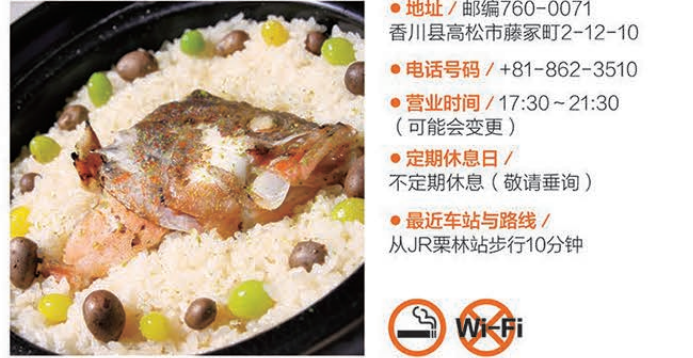 ● 地址 / 邮编760-0071
香川县高松市藤冢町2-12-10
● 电话号码 / +81-862-3510
● 营业时间 / 17:30~21:30
（可能会变更）
● 定期休息日 /
不定期休息（敬请垂询）
● 最近车站与路线 /
从JR栗林站步行10分钟
Wi-Fi